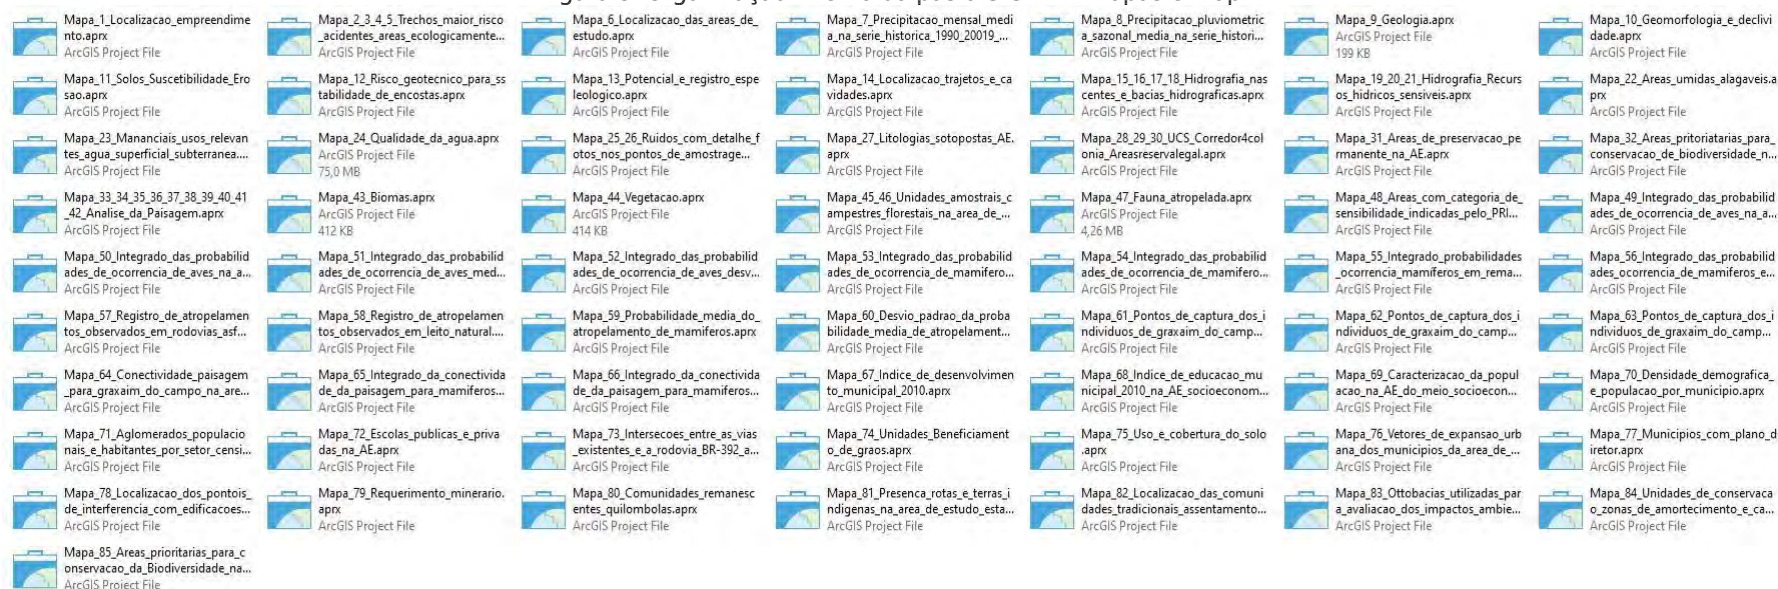 Mapa_1_Localizacao_empreendime
nto.aprx
ArcGIS Project File
Mapa_2_3_4_5_Trechos_maior_risco
_acidentes_areas_ecologicamente...
ArcGIS Project File
Mapa_6_Localizacao_das_areas_de_
estudo.aprx
ArcGIS Project File
Mapa_7_Precipitacao_mensal_medi
a_na_serie_historica_1990_20019_...
ArcGIS Project File
Mapa_8_Precipitacao_pluviometric
a_sazonal_media_na_serie_histori...
ArcGIS Project File
Mapa_9_Geologia.aprx
ArcGIS Project File
199 KB
Mapa_10_Geomorfologia_e_declivi
dade.aprx
ArcGIS Project File
Mapa_11_Solos_Suscetibilidade_Ero
sao.aprx
ArcGIS Project File
Mapa_12_Risco_geotecnico_para_ss
tabilidade_de_encostas.aprx
ArcGIS Project File
Mapa_13_Potencial_e_registro_espe
leologico.aprx
ArcGIS Project File
Mapa_14_Localizacao_trajetos_e_ca
vidades.aprx
ArcGIS Project File
Mapa_15_16_17_18_Hidrografia_nas
centes_e_bacias_hidrograficas.aprx
ArcGIS Project File
Mapa_19_20_21_Hidrografia_Recurs
os_hidricos_sensiveis.aprx
ArcGIS Project File
Mapa_22_Areas_umidas_alagaveis.a
prx
ArcGIS Project File
Mapa_23_Mananciais_usos_relevan
tes_agua_superficial_subterranea....
ArcGIS Project File
Mapa_24_Qualidade_da_agua.aprx
ArcGIS Project File
75,0 MB
Mapa_25_26_Ruidos_com_detalhe_f
otos_nos_pontos_de_amostrage...
ArcGIS Project File
Mapa_27_Litologias_sotopostas_AE.
aprx
ArcGIS Project File
Mapa_28_29_30_UCS_Corredor4col
onia_Areasreservalegal.aprx
ArcGIS Project File
Mapa_31_Areas_de_preservacao_pe
rmanente_na_AE.aprx
ArcGIS Project File
Mapa_32_Areas_pritoriatarias_para_
conservacao_de_biodiversidade_n...
ArcGIS Project File
Mapa_33_34_35_36_37_38_39_40_41
_42_Analise_da_Paisagem.aprx
ArcGIS Project File
Mapa_43_Biomas.aprx
ArcGIS Project File
412 KB
Mapa_44_Vegetacao.aprx
ArcGIS Project File
414 KB
Mapa_45_46_Unidades_amostrais_c
ampestres_florestais_na_area_de_...
ArcGIS Project File
Mapa_47_Fauna_atropelada.aprx
ArcGIS Project File
4,26 MB
Mapa_48_Areas_com_categoria_de_
sensibilidade_indicadas_pelo_PRI...
ArcGIS Project File
Mapa_49_Integrado_das_probabilid
ades_de_ocorrencia_de_aves_na_a...
ArcGIS Project File
Mapa_50_Integrado_das_probabilid
ades_de_ocorrencia_de_aves_na_a...
ArcGIS Project File
Mapa_51_Integrado_das_probabilid
ades_de_ocorrencia_de_aves_med...
ArcGIS Project File
Mapa_52_Integrado_das_probabilid
ades_de_ocorrencia_de_aves_desv...
ArcGIS Project File
Mapa_53_Integrado_das_probabilid
ades_de_ocorrencia_de_mamifero...
ArcGIS Project File
Mapa_54_Integrado_das_probabilid
ades_de_ocorrencia_de_mamifero...
ArcGIS Project File
Mapa_55_Integrado_probabilidades
_ocorrencia_mamiferos_em_rema...
ArcGIS Project File
Mapa_56_Integrado_das_probabilid
ades_ocorrencia_de_mamiferos_e...
ArcGIS Project File
Mapa_57_Registro_de_atropelamen
tos_observados_em_rodovias_asf...
ArcGIS Project File
Mapa_58_Registro_de_atropelamen
tos_observados_em_leito_natural....
ArcGIS Project File
Mapa_59_Probabilidade_media_do_
atropelamento_de_mamiferos.aprx
ArcGIS Project File
Mapa_60_Desvio_padrao_da_proba
bilidade_media_de_atropelament...
ArcGIS Project File
Mapa_61_Pontos_de_captura_dos_i
ndividuos_de_graxaim_do_camp...
ArcGIS Project File
Mapa_62_Pontos_de_captura_dos_i
ndividuos_de_graxaim_do_camp...
ArcGIS Project File
Mapa_63_Pontos_de_captura_dos_i
ndividuos_de_graxaim_do_camp...
ArcGIS Project File
Mapa_64_Conectividade_paisagem
_para_graxaim_do_campo_na_are...
ArcGIS Project File
Mapa_65_Integrado_da_conectivida
de_da_paisagem_para_mamiferos...
ArcGIS Project File
Mapa_66_Integrado_da_conectivida
de_da_paisagem_para_mamiferos...
ArcGIS Project File
Mapa_67_Indice_de_desenvolvimen
to_municipal_2010.aprx
ArcGIS Project File
Mapa_68_Indice_de_educacao_mu
nicipal_2010_na_AE_socioeconom...
ArcGIS Project File
Mapa_69_Caracterizacao_da_popul
acao_na_AE_do_meio_socioecon...
ArcGIS Project File
Mapa_70_Densidade_demografica_
e_populacao_por_municipio.aprx
ArcGIS Project File
Mapa_71_Aglomerados_populacio
nais_e_habitantes_por_setor_censi...
ArcGIS Project File
Mapa_72_Escolas_publicas_e_priva
das_na_AE.aprx
ArcGIS Project File
Mapa_73_Intersecoes_entre_as_vias
_existentes_e_a_rodovia_BR-392_a...
ArcGIS Project File
Mapa_74_Unidades_Beneficiament
o_de_graos.aprx
ArcGIS Project File
Mapa_75_Uso_e_cobertura_do_solo
.aprx
ArcGIS Project File
Mapa_76_Vetores_de_expansao_urb
ana_dos_municipios_da_area_de_...
ArcGIS Project File
Mapa_77_Municipios_com_plano_d
iretor.aprx
ArcGIS Project File
Mapa_78_Localizacao_dos_pontois_
de_interferencia_com_edificacoes...
ArcGIS Project File
Mapa_79_Requerimento_minerario.
aprx
ArcGIS Project File
Mapa_80_Comunidades_remanesc
entes_quilombolas.aprx
ArcGIS Project File
Mapa_81_Presenca_rotas_e_terras_i
ndigenas_na_area_de_estudo_esta...
ArcGIS Project File
Mapa_82_Localizacao_das_comuni
dades_tradicionais_assentamento...
ArcGIS Project File
Mapa_83_Ottobacias_utilizadas_par
a_avaliacao_dos_impactos_ambie...
ArcGIS Project File
Mapa_84_Unidades_de_conservaca
o_zonas_de_amortecimento_e_ca...
ArcGIS Project File
Mapa_85_Areas_prioritarias_para_c
onservacao_da_Biodiversidade_na...
ArcGIS Project File